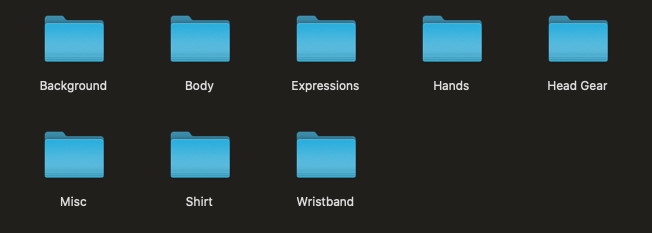 Background Body Expressions Hands Head Gear
Misc Shirt Wristband